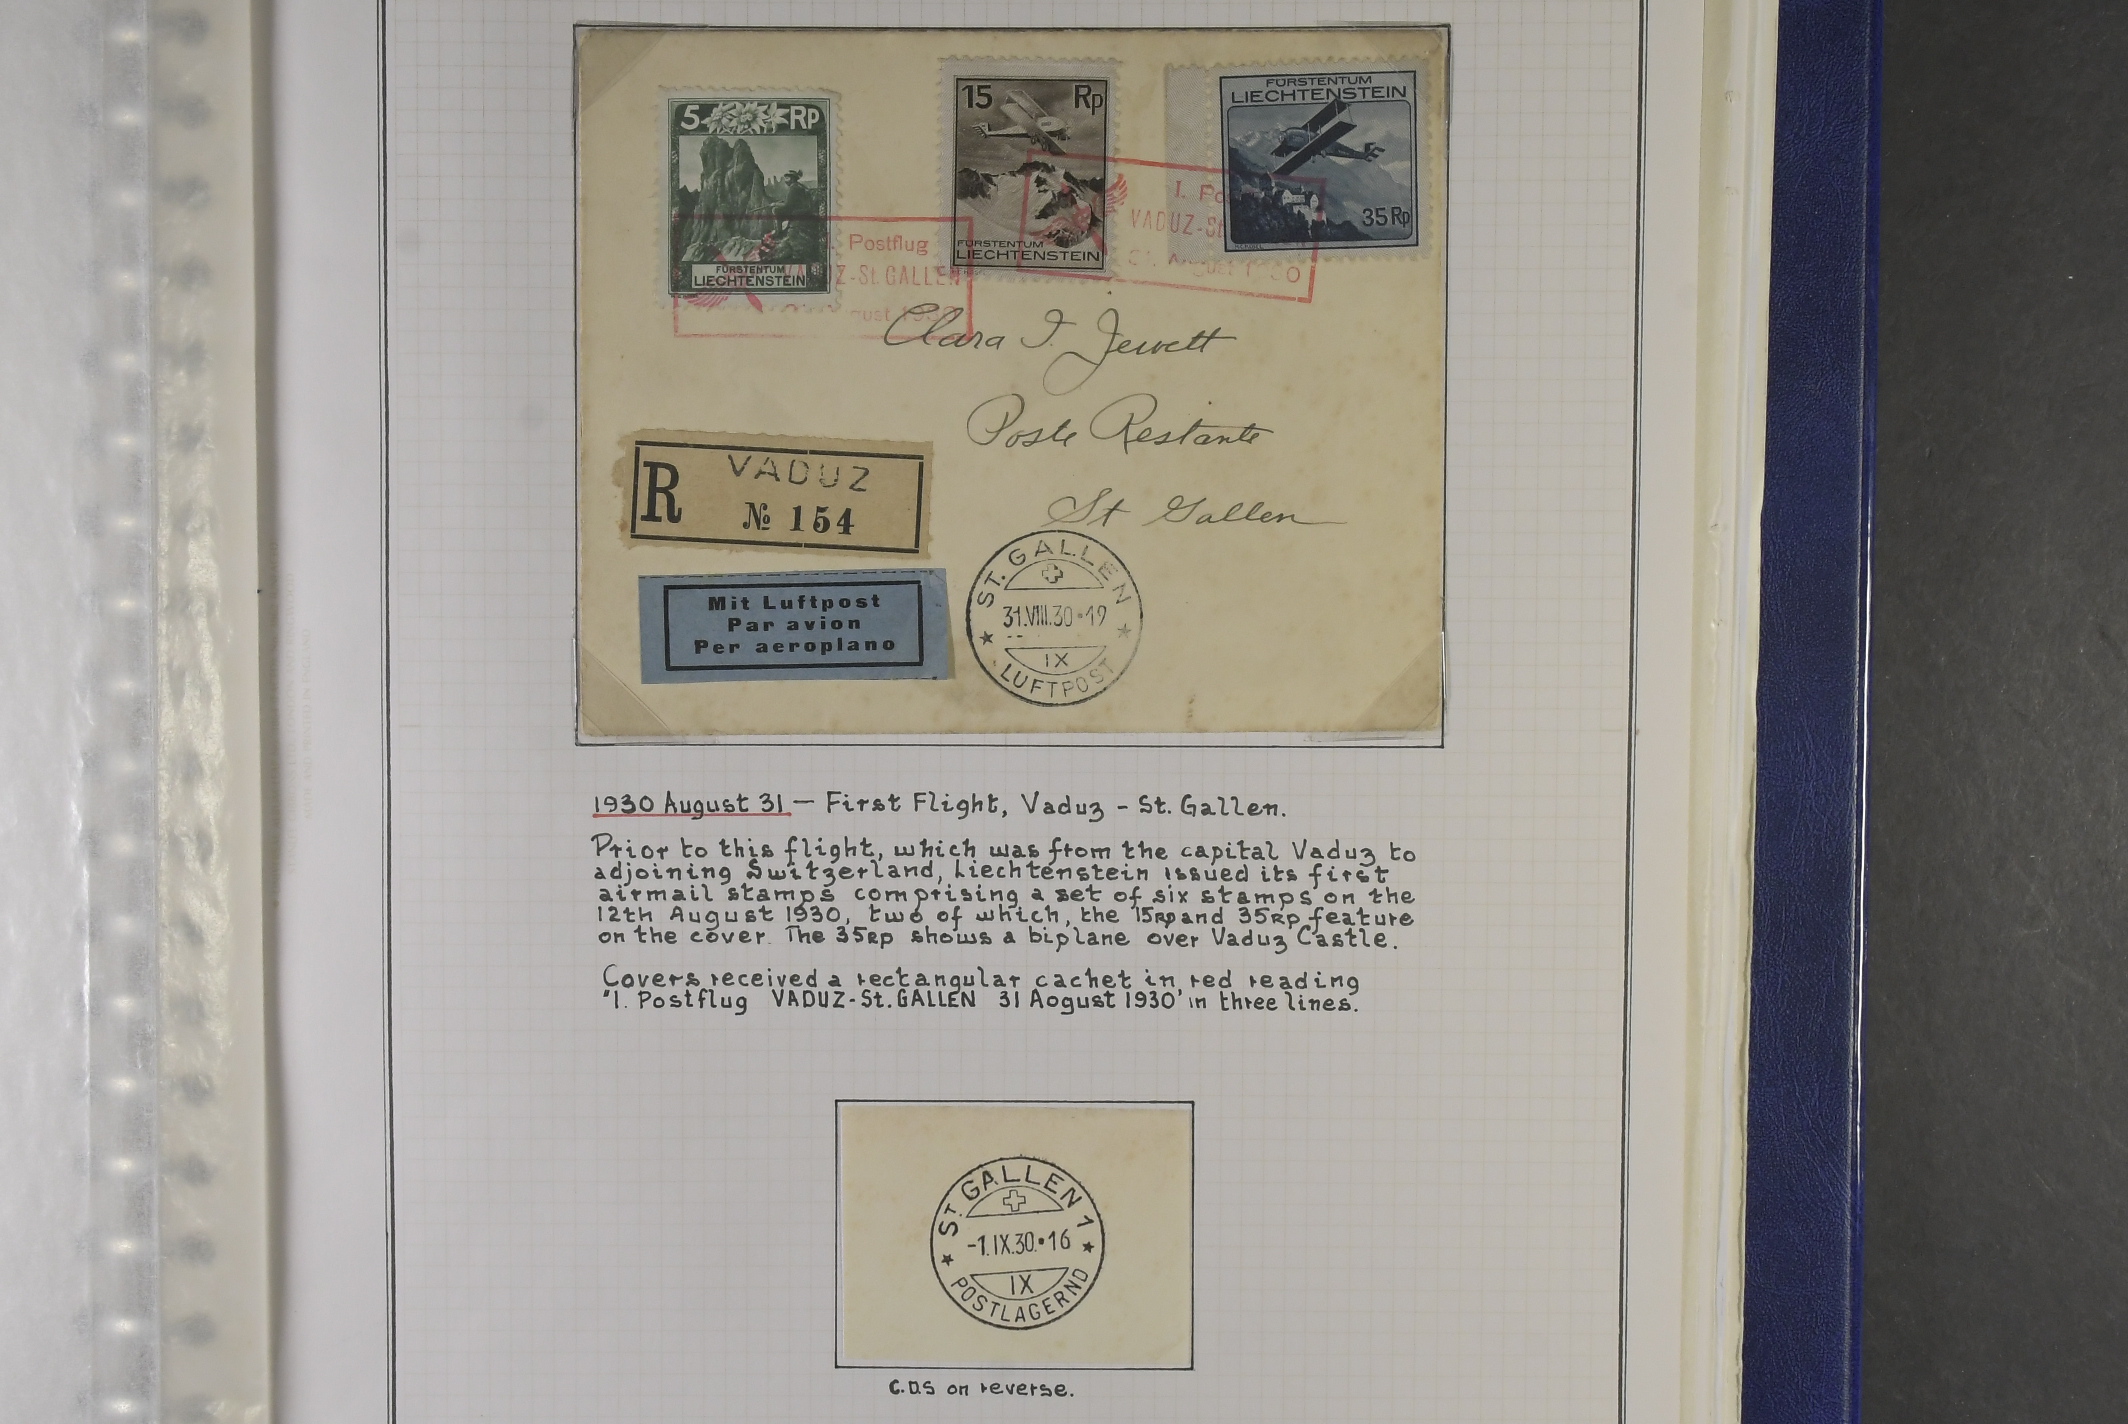 5 RP
FÜRSTENTUM
LIECHTENSTEIN
15 Rp
FÜRSTENTUM
LIECHTENSTEIN
FÜRSTENTUM
LIECHTENSTEIN
35 Rp
Postflug
Z-St. GALLEN
1. Po
VADUZ-St
August 1930
Clara I. Jewett
Poste Restante
St Gallen
R VADUZ
№ 154
Mit Luftpost
Par avion
Per aeroplano
ST. GALLEN
31.VIII.30-19
IX
LUFTPOST
1930 August 31 — First Flight, Vaduz - St. Gallen.
Prior to this flight, which was from the capital Vaduz to
adjoining Switzerland, Liechtenstein issued its first
airmail stamps comprising a set of six stamps on the
12th August 1930, two of which, the 15Rp and 35Rp feature
on the cover. The 35Rp shows a biplane over Vaduz Castle.
Covers received a rectangular cachet in red reading
"1. Postflug VADUZ-St.GALLEN 31 Aogust 1930" in three lines.
ST. GALLEN 1
-1.IX.30.•16
IX
POSTLAGERND
C.D.S on reverse.